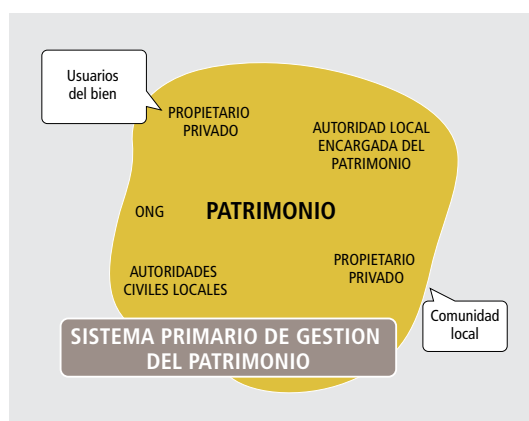 Usuarios
del bien
PROPIETARIO
PRIVADO
AUTORIDAD LOCAL
ENCARGADA DEL
PATRIMONIO
ONG
PATRIMONIO
PROPIETARIO
PRIVADO
AUTORIDADES
CIVILES LOCALES
Comunidad
local
SISTEMA PRIMARIO DE GESTION
DEL PATRIMONIO